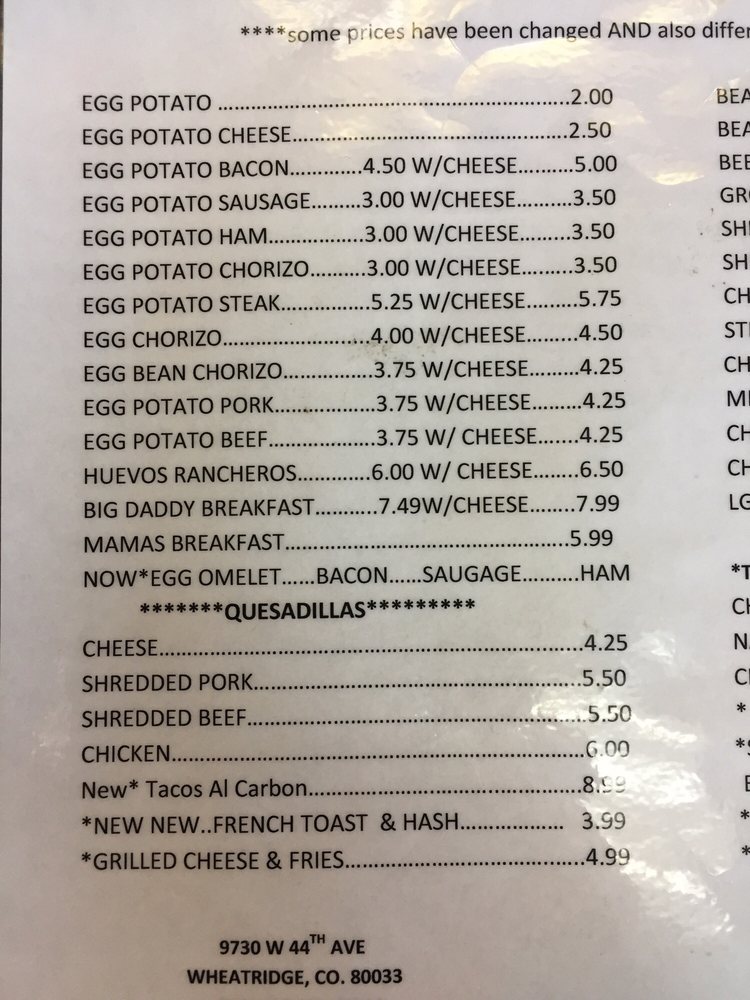 ****some prices have been changed AND also
EGG POTATO ....................................................2.00
EGG POTATO CHEESE.........................................2.50
EGG POTATO BACON.............4.50 W/CHEESE..........5.00
EGG POTATO SAUSAGE.........3.00 W/CHEESE..........3.50
EGG POTATO HAM.................3.00 W/CHEESE.........3.50
EGG POTATO CHORIZO..........3.00 W/CHEESE.........3.50
EGG POTATO STEAK................5.25 W/CHEESE.........5.75
EGG CHORIZO...........................4.00 W/CHEESE.........4.50
EGG BEAN CHORIZO................3.75 W/CHEESE.........4.25
EGG POTATO PORK..................3.75 W/CHEESE.........4.25
EGG POTATO BEEF...................3.75 W/ CHEESE.......4.25
HUEVOS RANCHEROS.............6.00 W/ CHEESE.......6.50
BIG DADDY BREAKFAST...........7.49W/CHEESE........7.99
MAMAS BREAKFAST..........................................5.99
NOW*EGG OMELET......BACON......SAUGAGE..........HAM
*******QUESADILLAS*********
CHEESE...............................................................4.25
SHREDDED PORK................................................5.50
SHREDDED BEEF..................................................5.50
CHICKEN.............................................................6.00
New* Tacos Al Carbon........................................8.99
*NEW NEW..FRENCH TOAST & HASH.................. 3.99
*GRILLED CHEESE & FRIES...................................4.99
9730 W 44TH AVE
WHEATRIDGE, CO. 80033